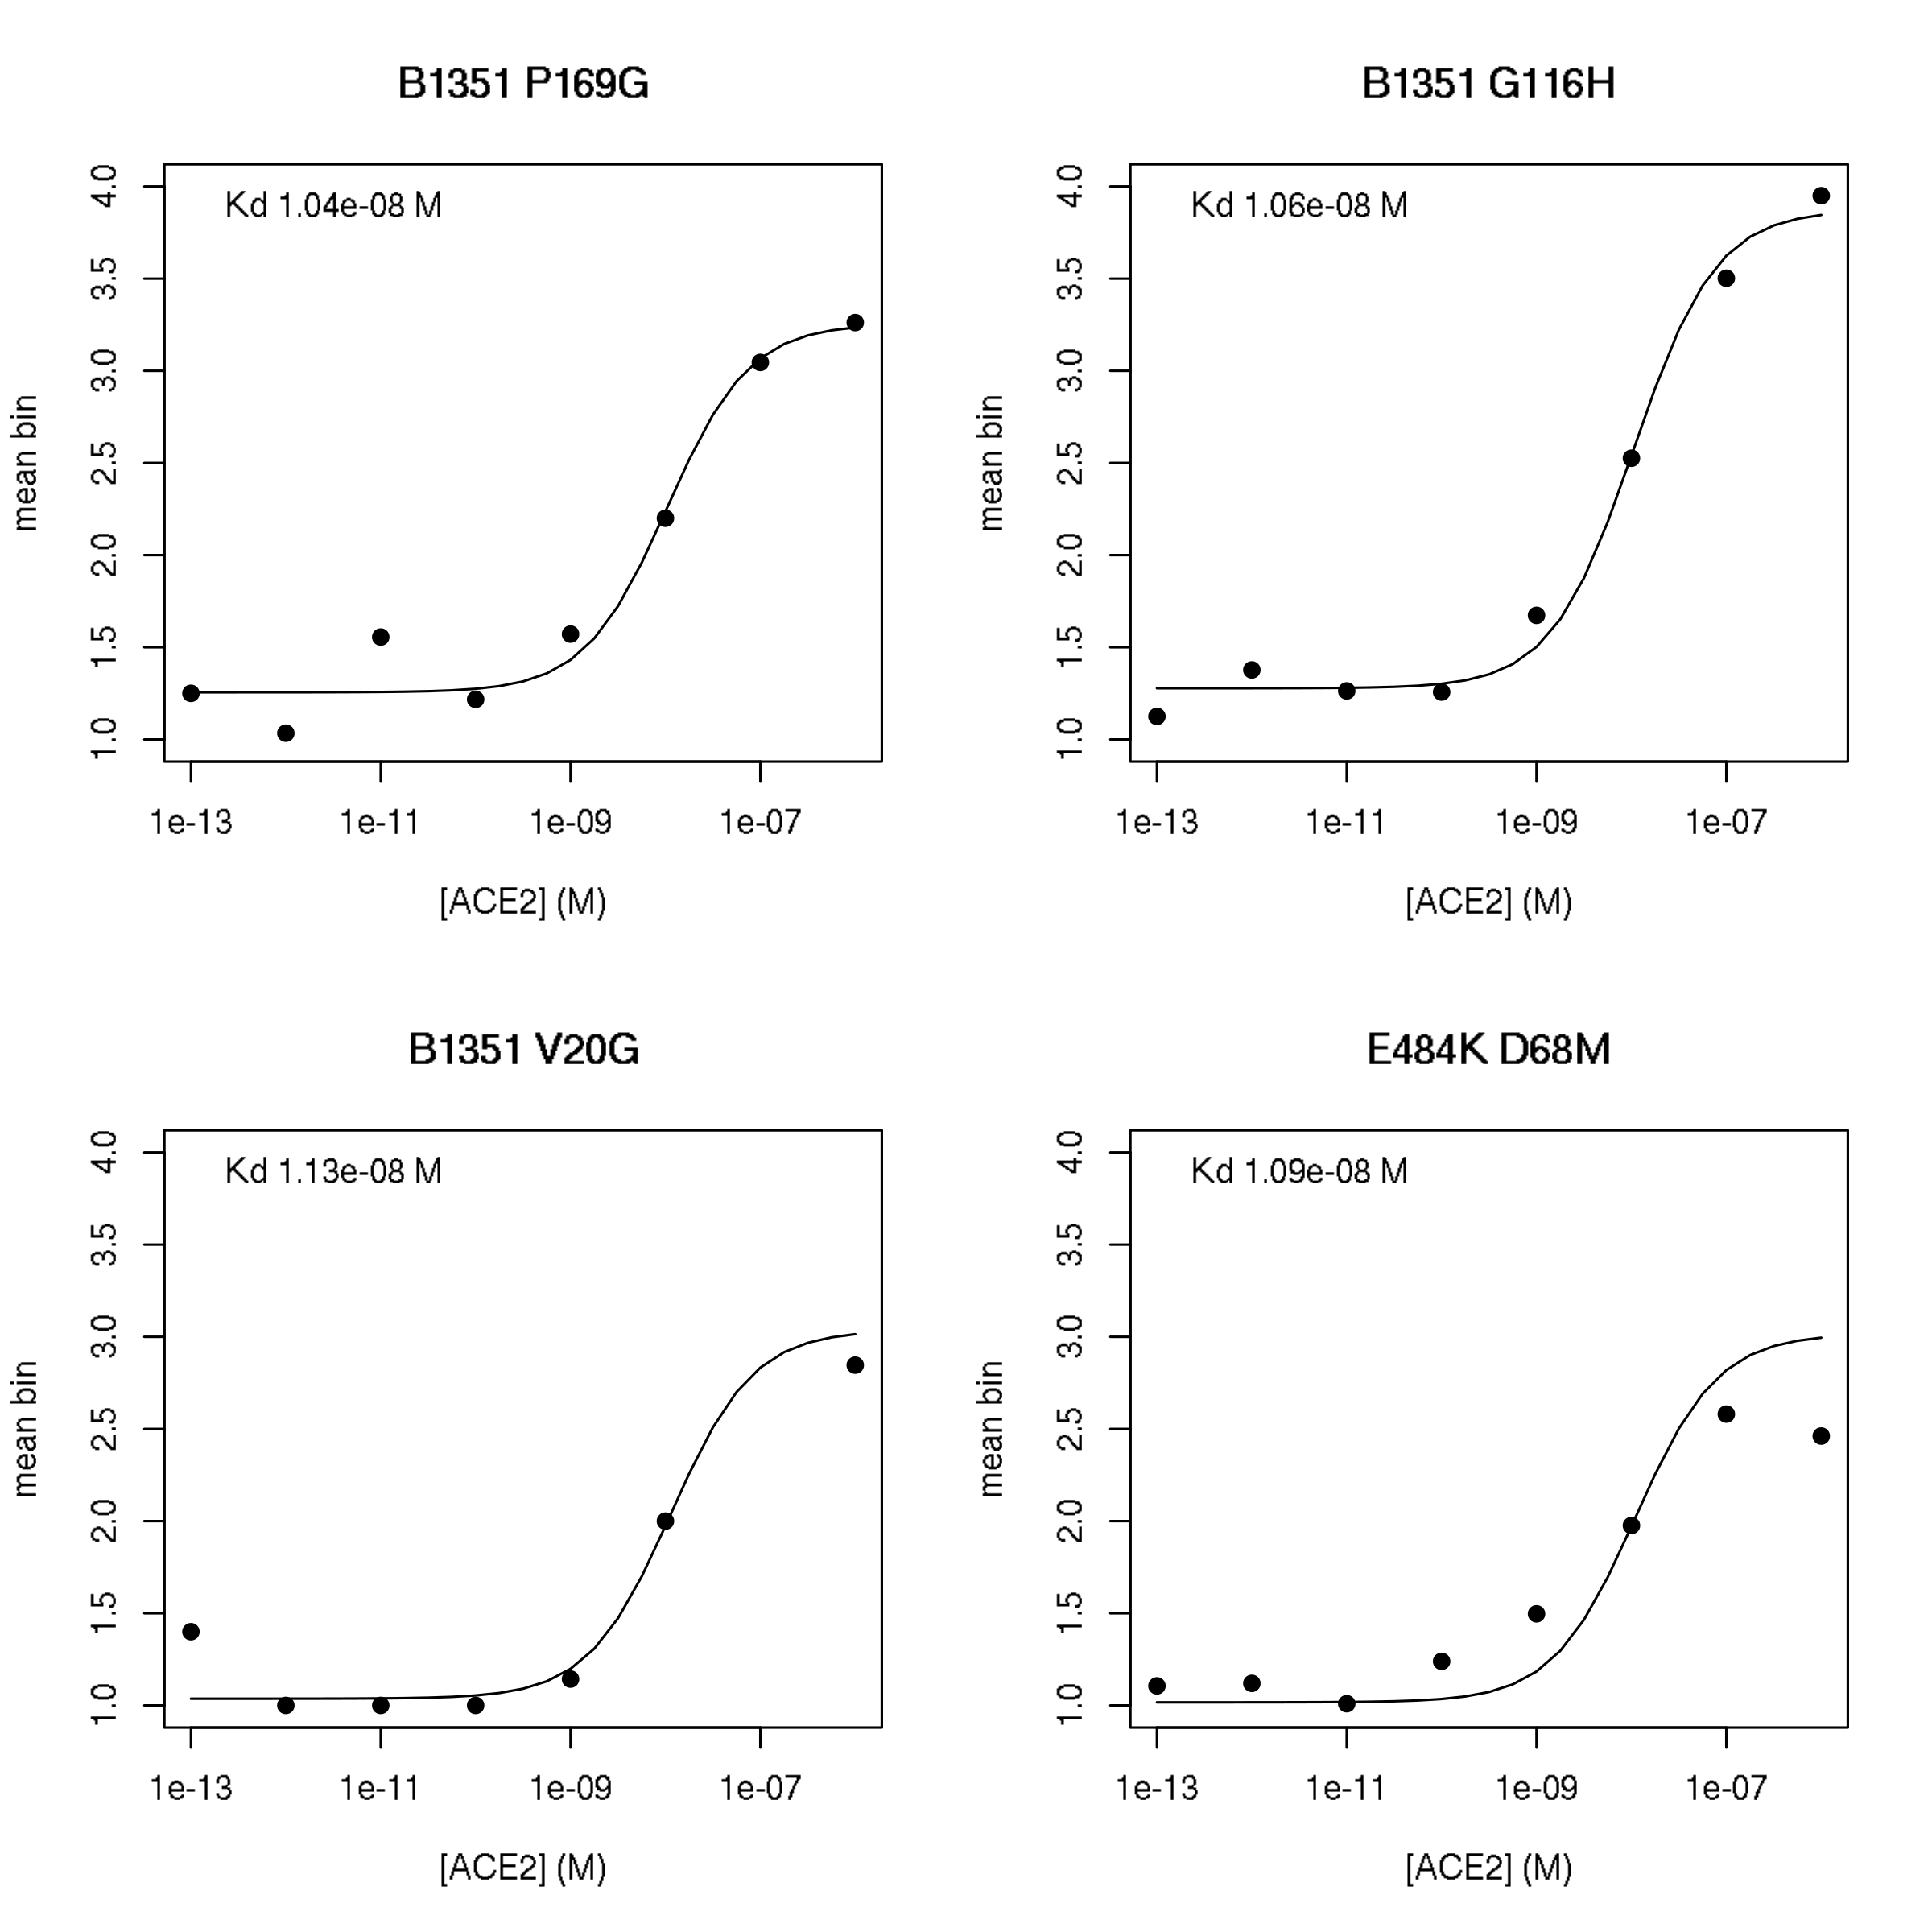 B1351 P169G
Kd 1.04e-08 M
mean bin
4.0
3.5
3.0
2.5
2.0
1.5
1.0
1e-13 1e-11 1e-09 1e-07
[ACE2] (M)
B1351 G116H
Kd 1.06e-08 M
mean bin
4.0
3.5
3.0
2.5
2.0
1.5
1.0
1e-13 1e-11 1e-09 1e-07
[ACE2] (M)
B1351 V20G
Kd 1.13e-08 M
mean bin
4.0
3.5
3.0
2.5
2.0
1.5
1.0
1e-13 1e-11 1e-09 1e-07
[ACE2] (M)
E484K D68M
Kd 1.09e-08 M
mean bin
4.0
3.5
3.0
2.5
2.0
1.5
1.0
1e-13 1e-11 1e-09 1e-07
[ACE2] (M)